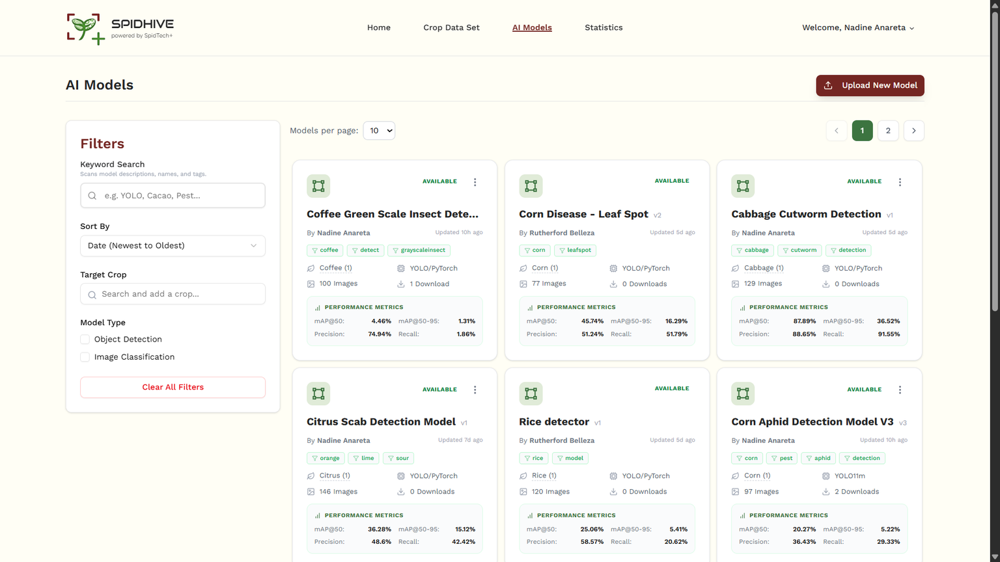 SPIDHIVE
powered by SpidTech+
Home
Crop Data Set
AI Models
Statistics
Welcome, Nadine Anareta
AI Models
Upload New Model
Filters
Keyword Search
Scans model descriptions, names, and tags.
e.g. YOLO, Cacao, Pest...
Sort By
Date (Newest to Oldest)
Target Crop
Search and add a crop...
Model Type
Object Detection
Image Classification
Clear All Filters
Models per page: 10
1 2
AVAILABLE
Coffee Green Scale Insect Dete...
By Nadine Anareta Updated 10h ago
coffee detect grayscaleinsect
Coffee (1) YOLO/PyTorch
100 Images 1 Download
PERFORMANCE METRICS
mAP@50: 4.46% mAP@50-95: 1.31%
Precision: 74.94% Recall: 1.86%
AVAILABLE
Corn Disease - Leaf Spot v2
By Rutherford Belleza Updated 5d ago
corn leafspot
Corn (1) YOLO/PyTorch
77 Images 0 Downloads
PERFORMANCE METRICS
mAP@50: 45.74% mAP@50-95: 16.29%
Precision: 51.24% Recall: 51.79%
AVAILABLE
Cabbage Cutworm Detection v1
By Nadine Anareta Updated 5d ago
cabbage cutworm detection
Cabbage (1) YOLO/PyTorch
129 Images 0 Downloads
PERFORMANCE METRICS
mAP@50: 87.89% mAP@50-95: 36.52%
Precision: 88.65% Recall: 91.55%
AVAILABLE
Citrus Scab Detection Model v1
By Nadine Anareta Updated 7d ago
orange lime sour
Citrus (1) YOLO/PyTorch
146 Images 0 Downloads
PERFORMANCE METRICS
mAP@50: 36.28% mAP@50-95: 15.12%
Precision: 48.6% Recall: 42.42%
AVAILABLE
Rice detector v1
By Rutherford Belleza Updated 5d ago
rice model
Rice (1) YOLO/PyTorch
120 Images 0 Downloads
PERFORMANCE METRICS
mAP@50: 25.06% mAP@50-95: 5.41%
Precision: 58.57% Recall: 20.62%
AVAILABLE
Corn Aphid Detection Model V3 v3
By Nadine Anareta Updated 10h ago
corn pest aphid detection
Corn (1) YOLO11m
97 Images 2 Downloads
PERFORMANCE METRICS
mAP@50: 20.27% mAP@50-95: 5.22%
Precision: 36.43% Recall: 29.33%